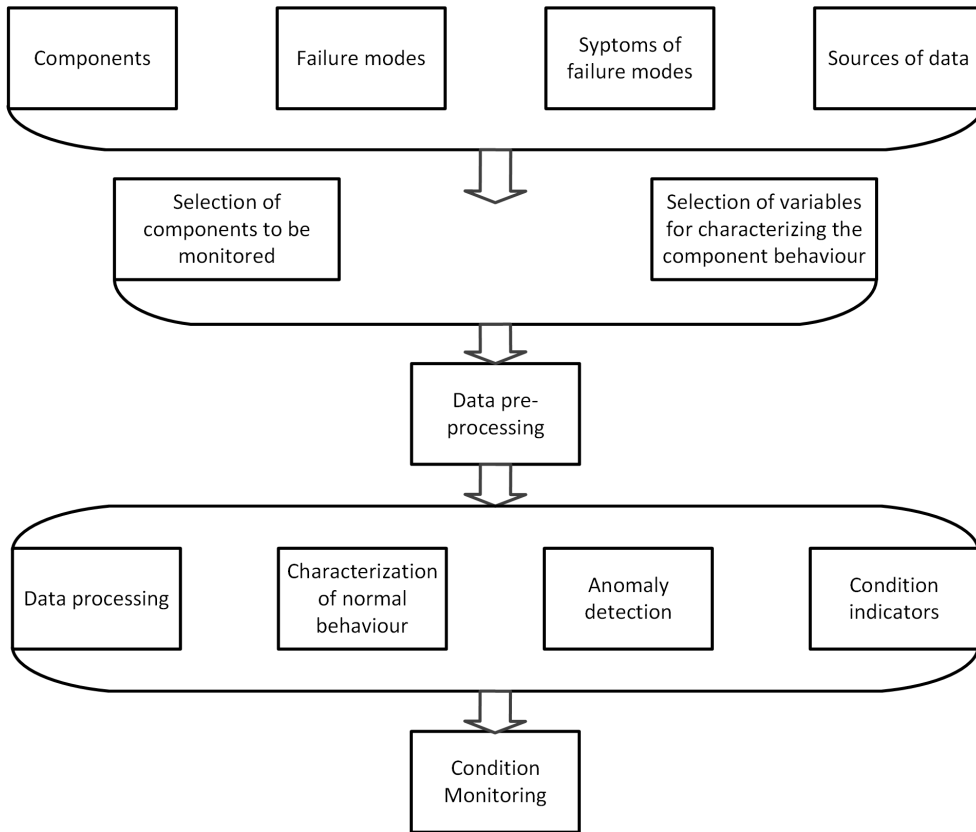 Components
Failure modes
Syptoms of
failure modes
Sources of data
Selection of
components to be
monitored
Selection of variables
for characterizing the
component behaviour
Data pre-
processing
Data processing
Characterization
of normal
behaviour
Anomaly
detection
Condition
indicators
Condition
Monitoring